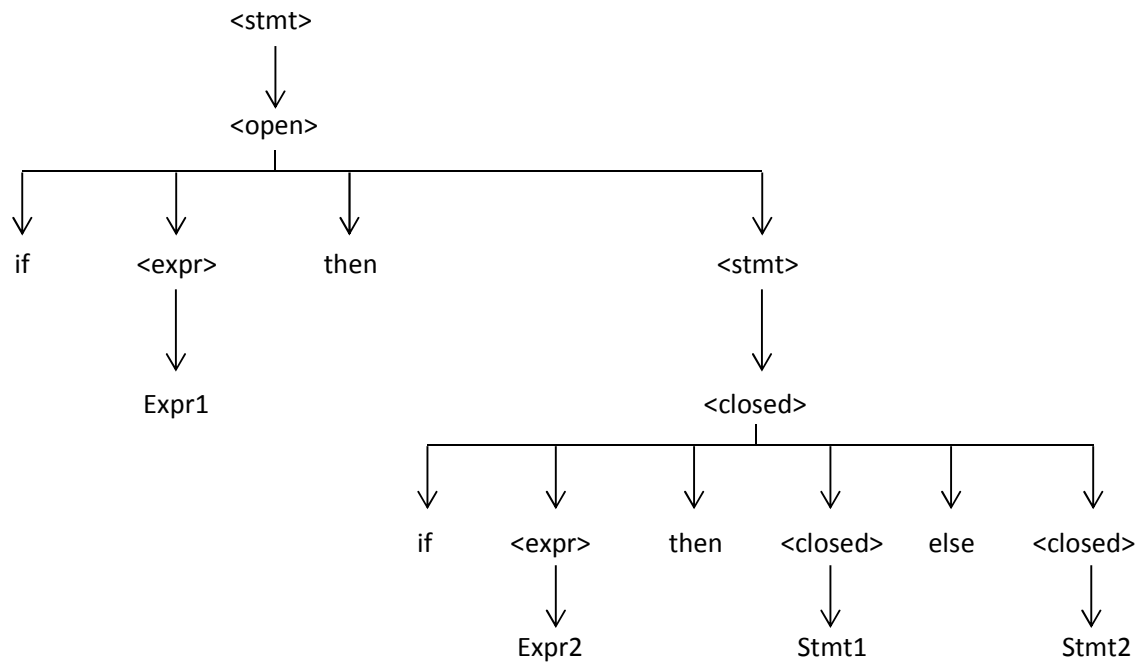 <stmt>
<open>
if <expr> then <stmt>
Expr1 <closed>
if <expr> then <closed> else <closed>
Expr2 Stmt1 Stmt2